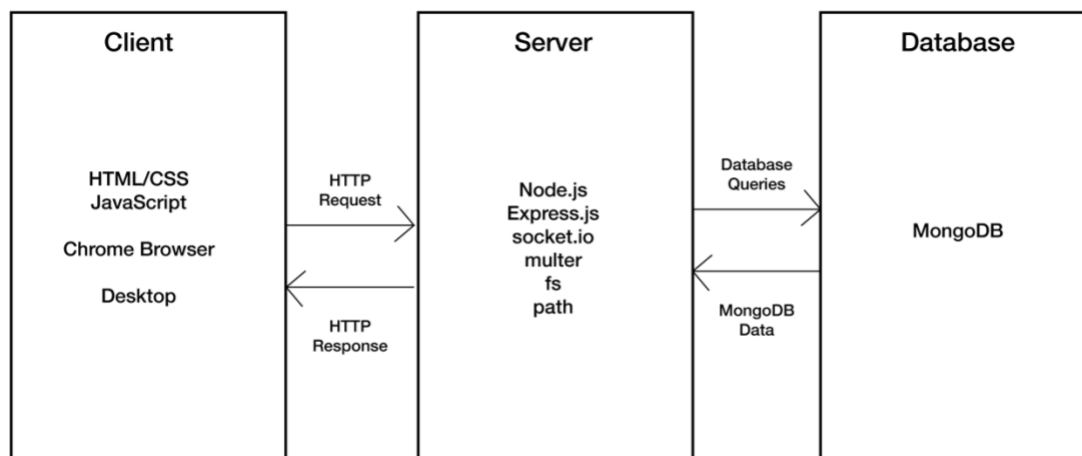 Client
HTML/CSS
JavaScript
Chrome Browser
Desktop
HTTP
Request
HTTP
Response
Server
Node.js
Express.js
socket.io
multer
fs
path
Database
Queries
MongoDB
Data
Database
MongoDB